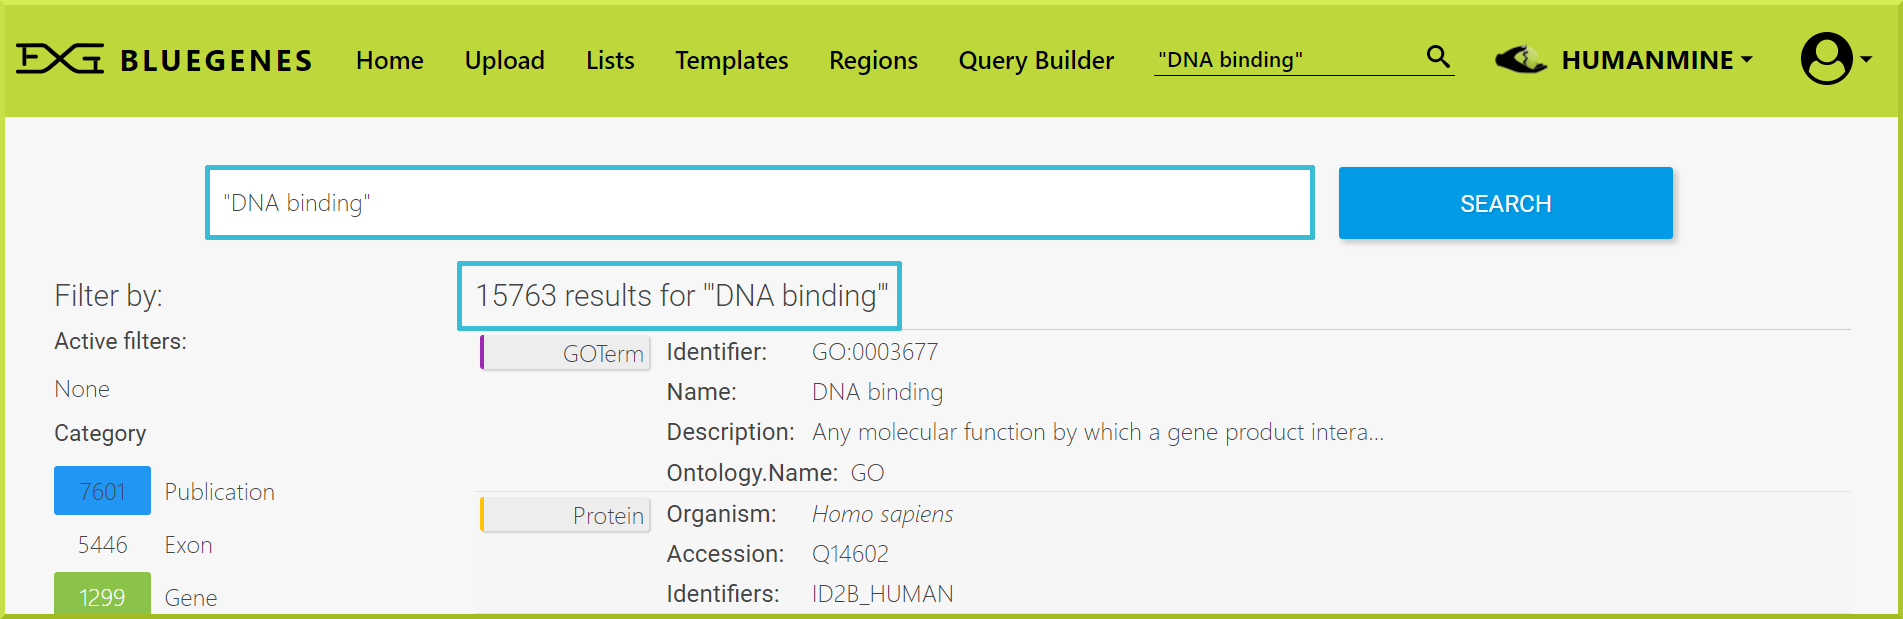 BLUEGENES Home Upload Lists Templates Regions Query Builder "DNA binding" HUMANMINE
"DNA binding" SEARCH
Filter by:
15763 results for ""DNA binding""
Active filters:
None
Category
7601 Publication
5446 Exon
1299 Gene
GOTerm Identifier: GO:0003677
Name: DNA binding
Description: Any molecular function by which a gene product intera...
Ontology.Name: GO
Protein Organism: Homo sapiens
Accession: Q14602
Identifiers: ID2B_HUMAN